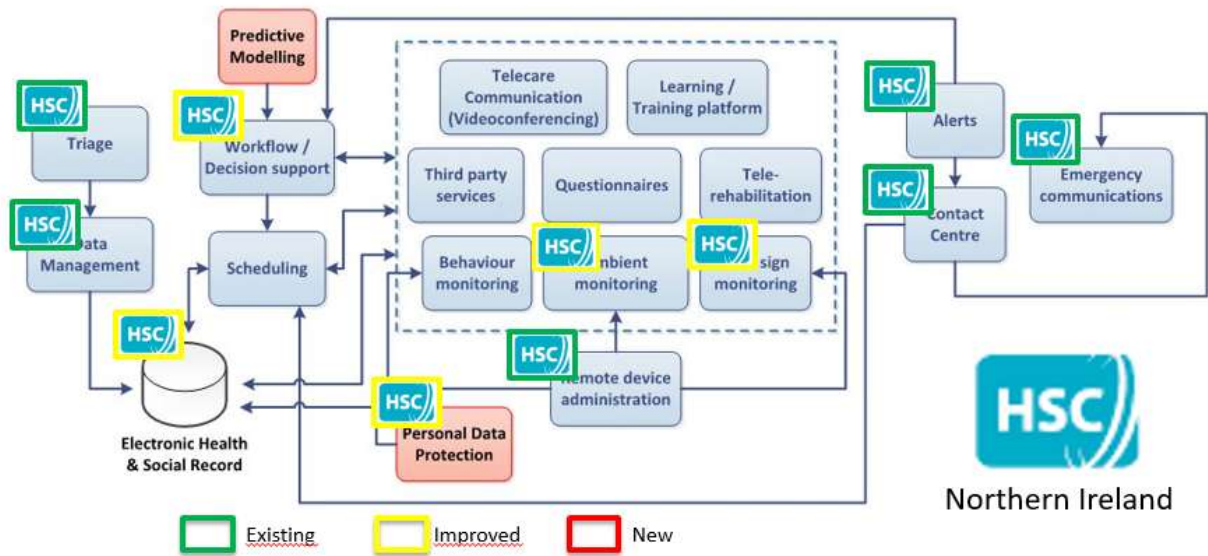 Predictive
Modelling
HSC
Triage
HSC
Workflow /
Decision support
Telecare
Communication
(Videoconferencing)
Learning /
Training platform
HSC
Alerts
HSC
Emergency
communications
HSC
Data
Management
Scheduling
Third party
services
Questionnaires
Tele-
rehabilitation
HSC
Contact
Centre
Behaviour
monitoring
HSC
mbient
monitoring
HSC
sign
monitoring
HSC
Electronic Health
& Social Record
HSC
Personal Data
Protection
HSC
Remote device
administration
HSC
Northern Ireland
Existing
Improved
New